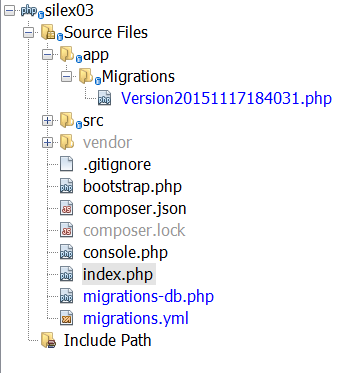 silex03
Source Files
app
Migrations
Version20151117184031.php
src
vendor
.gitignore
bootstrap.php
composer.json
composer.lock
console.php
index.php
migrations-db.php
migrations.yml
Include Path